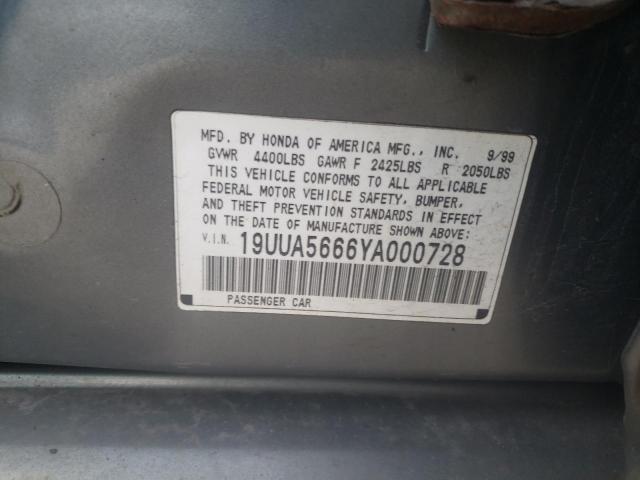 MFD. BY HONDA OF AMERICA MFG., INC. 9/99
GVWR 4400LBS GAWR F 2425LBS R 2050LBS
THIS VEHICLE CONFORMS TO ALL APPLICABLE
FEDERAL MOTOR VEHICLE SAFETY, BUMPER,
AND THEFT PREVENTION STANDARDS IN EFFECT
ON THE DATE OF MANUFACTURE SHOWN ABOVE:
V.I.N. 19UUA5666YA000728
PASSENGER CAR